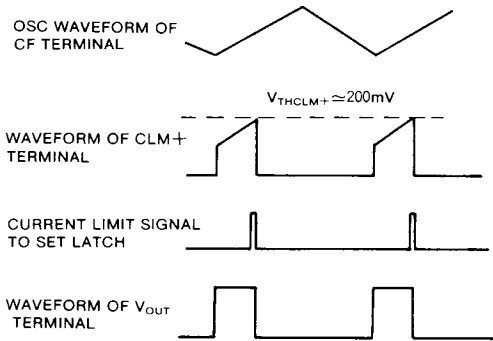 OSC WAVEFORM OF
CF TERMINAL
VTHCLM+ ≃200mV
WAVEFORM OF CLM+
TERMINAL
CURRENT LIMIT SIGNAL
TO SET LATCH
WAVEFORM OF VOUT
TERMINAL